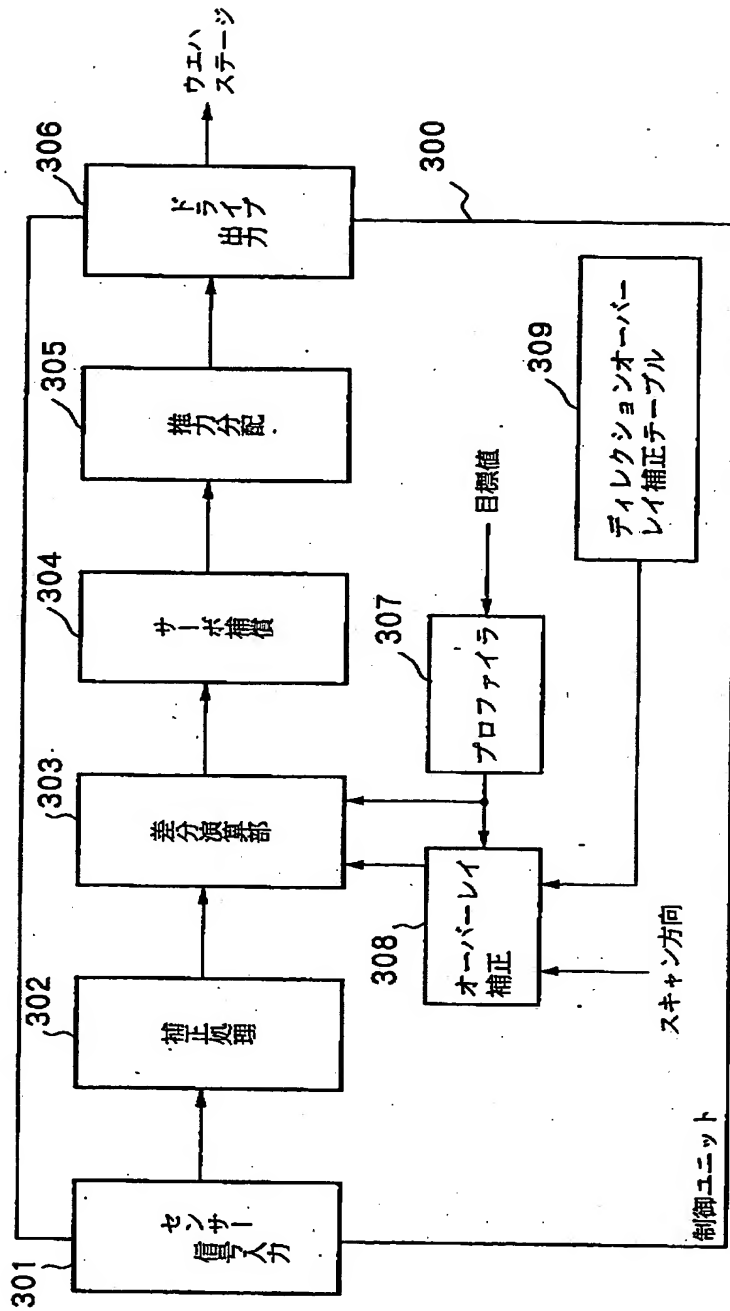 301
センサー
信号入力
302
補正処理
303
差分演算部
304
サーボ補償
305
推力分配
306
ドライブ
出力
ウエハ
ステージ
300
307
プロファイラ
目標値
308
オーバーレイ
補正
スキャン方向
309
ディレクションオーバー
レイ補正テーブル
制御ユニット